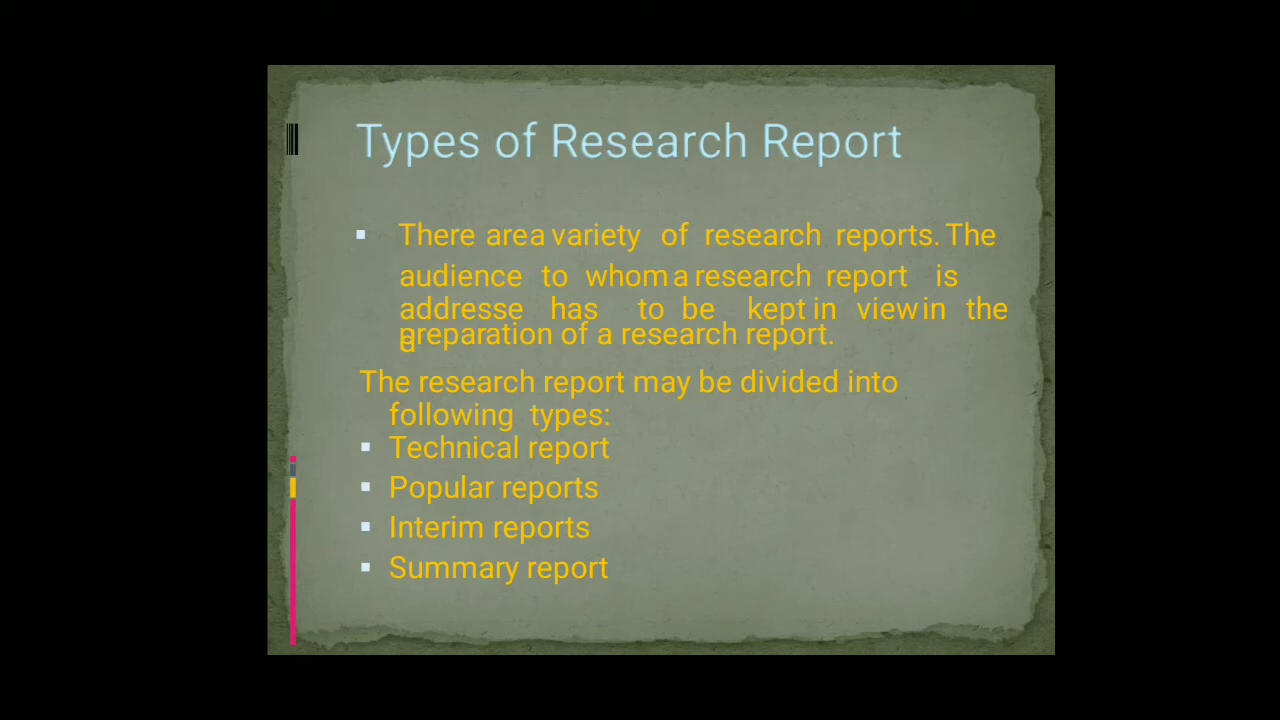 Types of Research Report
▪ There are a variety of research reports. The
audience to whom a research report is
addresse has to be kept in view in the
d
preparation of a research report.
The research report may be divided into
following types:
▪ Technical report
▪ Popular reports
▪ Interim reports
▪ Summary report